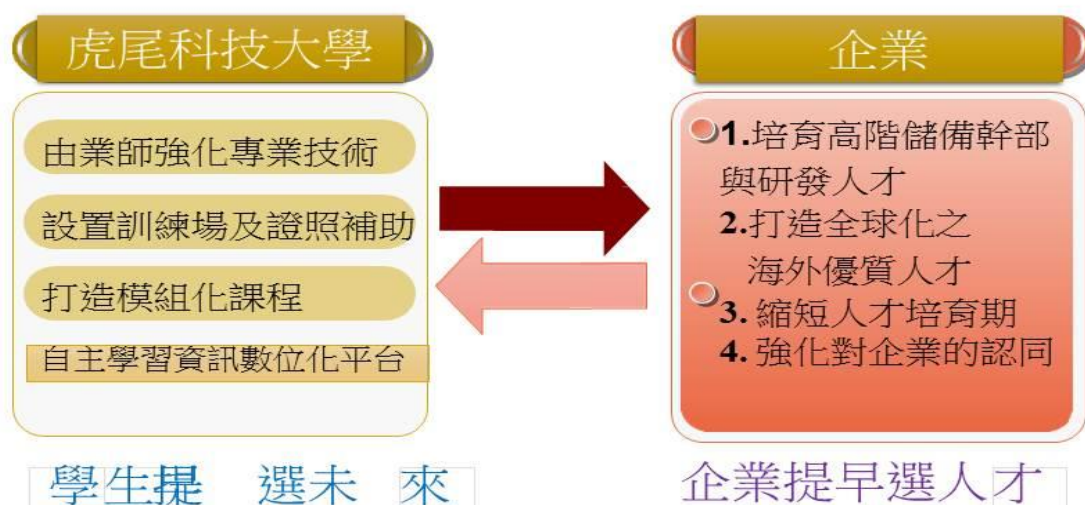 虎尾科技大學
由業師強化專業技術
設置訓練場及證照補助
打造模組化課程
自主學習資訊數位化平台
學生提 選未 來
企業
1.培育高階儲備幹部
與研發人才
2.打造全球化之
海外優質人才
3. 縮短人才培育期
4. 強化對企業的認同
企業提早選人才